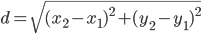 d = √((x₂ − x₁)² + (y₂ − y₁)²)